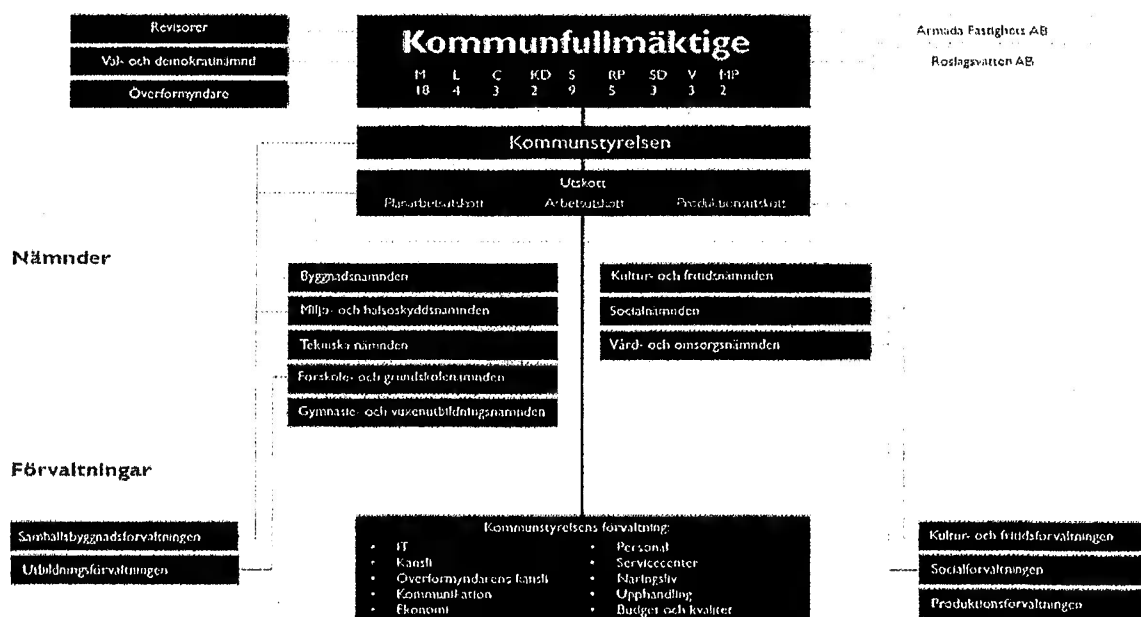 Revisorer
Val- och demokratinämnd
Överförmyndare
Kommunfullmäktige
M L C KD S RP SD V MP
18 4 3 2 9 5 3 3 2
Armada Fastighets AB
Roslagsvatten AB
Kommunstyrelsen
Utskott
Planarbetsutskott Arbetsutskott Produktionsutskott
Nämnder
Byggnadsnämnden
Miljö- och hälsoskyddsnämnden
Tekniska nämnden
Förskole- och grundskolenämnden
Gymnasie- och vuxenutbildningsnämnden
Kultur- och fritidsnämnden
Socialnämnden
Vård- och omsorgsnämnden
Förvaltningar
Samhällsbyggnadsförvaltningen
Utbildningsförvaltningen
Kommunstyrelsens förvaltning:
• IT
• Kansli
• Överförmyndarens kansli
• Kommunikation
• Ekonomi
• Personal
• Servicecenter
• Näringsliv
• Upphandling
• Budget och kvalitet
Kultur- och fritidsförvaltningen
Socialförvaltningen
Produktionsförvaltningen